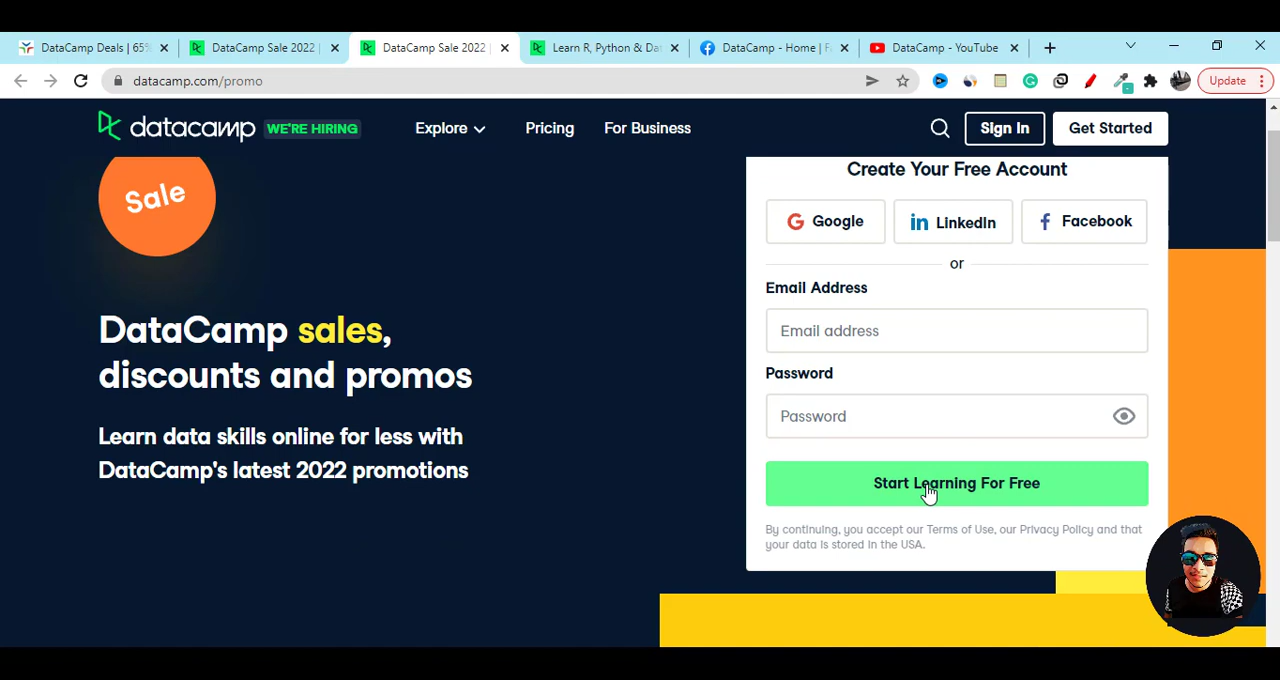 DataCamp Deals | 65%
DataCamp Sale 2022 |
DataCamp Sale 2022 |
Learn R, Python & Da
DataCamp - Home | F
DataCamp - YouTube
datacamp.com/promo
Update
datacamp
WE'RE HIRING
Explore
Pricing
For Business
Sign In
Get Started
Sale
DataCamp sales,
discounts and promos
Learn data skills online for less with
DataCamp's latest 2022 promotions
Create Your Free Account
Google
LinkedIn
Facebook
or
Email Address
Email address
Password
Password
Start Learning For Free
By continuing, you accept our Terms of Use, our Privacy Policy and that
your data is stored in the USA.